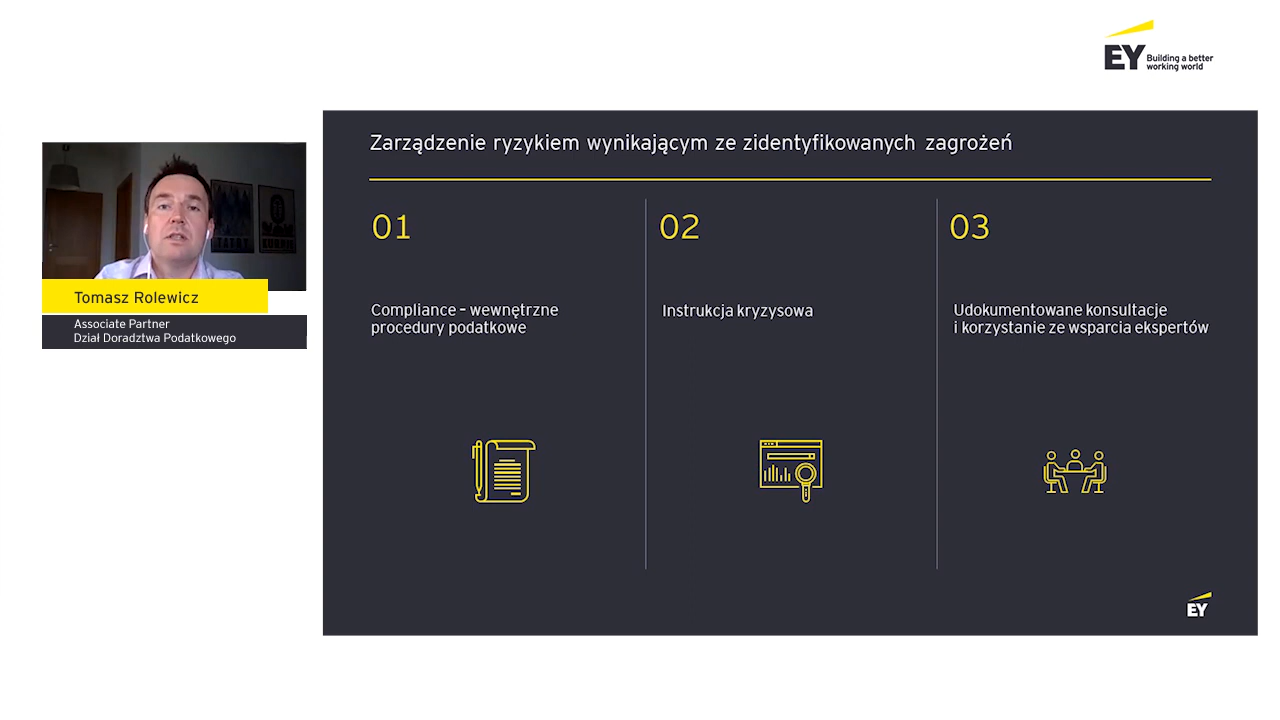 EY Building a better
working world
Zarządzenie ryzykiem wynikającym ze zidentyfikowanych zagrożeń
Tomasz Rolewicz
Associate Partner
Dział Doradztwa Podatkowego
01
Compliance – wewnętrzne
procedury podatkowe
02
Instrukcja kryzysowa
03
Udokumentowane konsultacje
i korzystanie ze wsparcia ekspertów
EY